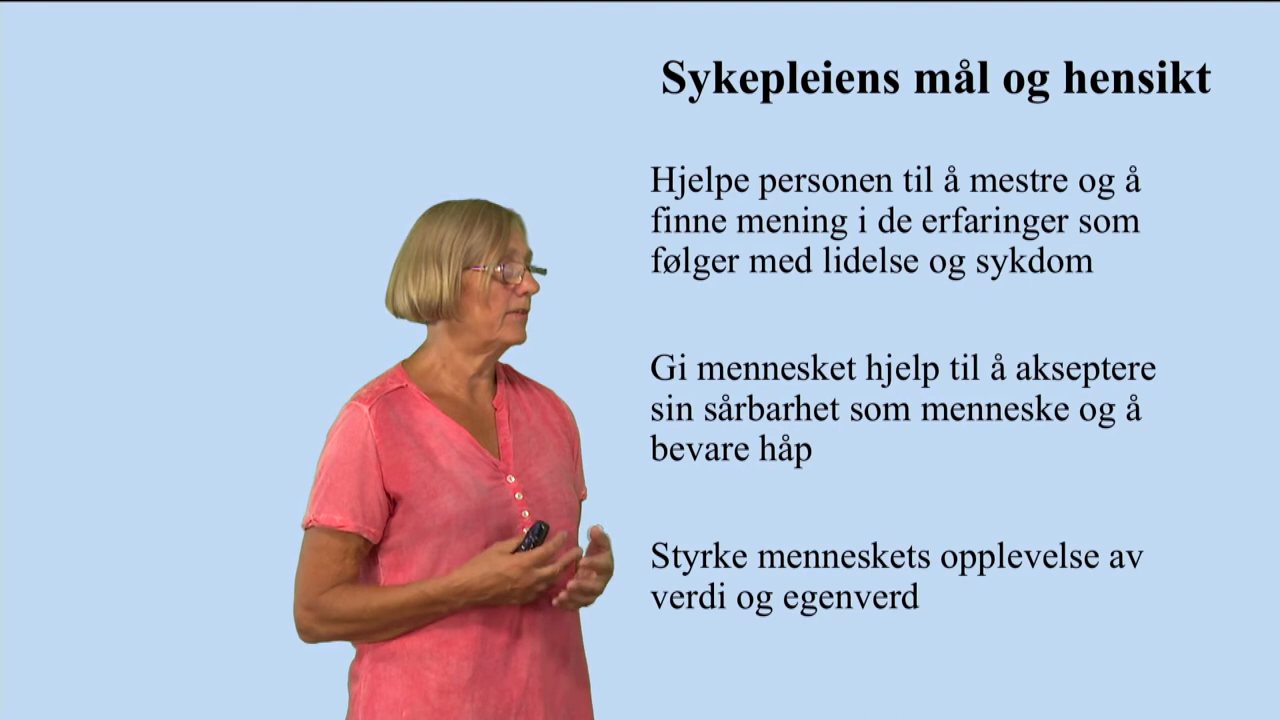 Sykepleiens mål og hensikt
Hjelpe personen til å mestre og å
finne mening i de erfaringer som
følger med lidelse og sykdom
Gi mennesket hjelp til å akseptere
sin sårbarhet som menneske og å
bevare håp
Styrke menneskets opplevelse av
verdi og egenverd